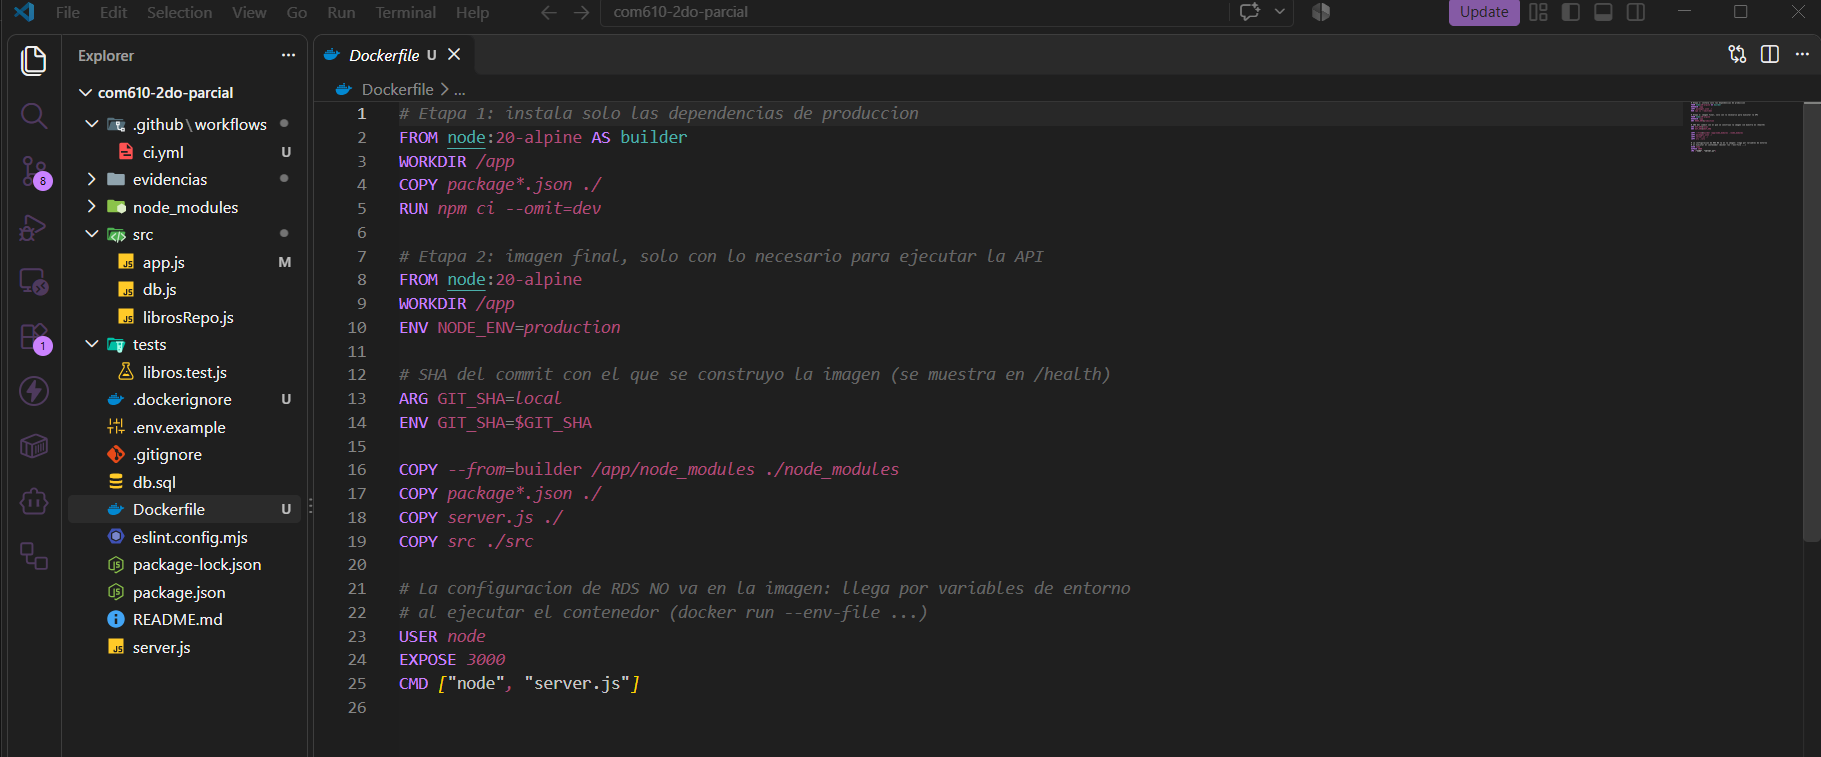 File Edit Selection View Go Run Terminal Help com610-2do-parcial Update
Explorer
com610-2do-parcial
.github\workflows
ci.yml U
evidencias
node_modules
src
app.js M
db.js
librosRepo.js
tests
libros.test.js
.dockerignore U
.env.example
.gitignore
db.sql
Dockerfile U
eslint.config.mjs
package-lock.json
package.json
README.md
server.js
8
1
Dockerfile U
Dockerfile > ...
1 # Etapa 1: instala solo las dependencias de produccion
2 FROM node:20-alpine AS builder
3 WORKDIR /app
4 COPY package*.json ./
5 RUN npm ci --omit=dev
6
7 # Etapa 2: imagen final, solo con lo necesario para ejecutar la API
8 FROM node:20-alpine
9 WORKDIR /app
10 ENV NODE_ENV=production
11
12 # SHA del commit con el que se construyo la imagen (se muestra en /health)
13 ARG GIT_SHA=local
14 ENV GIT_SHA=$GIT_SHA
15
16 COPY --from=builder /app/node_modules ./node_modules
17 COPY package*.json ./
18 COPY server.js ./
19 COPY src ./src
20
21 # La configuracion de RDS NO va en la imagen: llega por variables de entorno
22 # al ejecutar el contenedor (docker run --env-file ...)
23 USER node
24 EXPOSE 3000
25 CMD ["node", "server.js"]
26